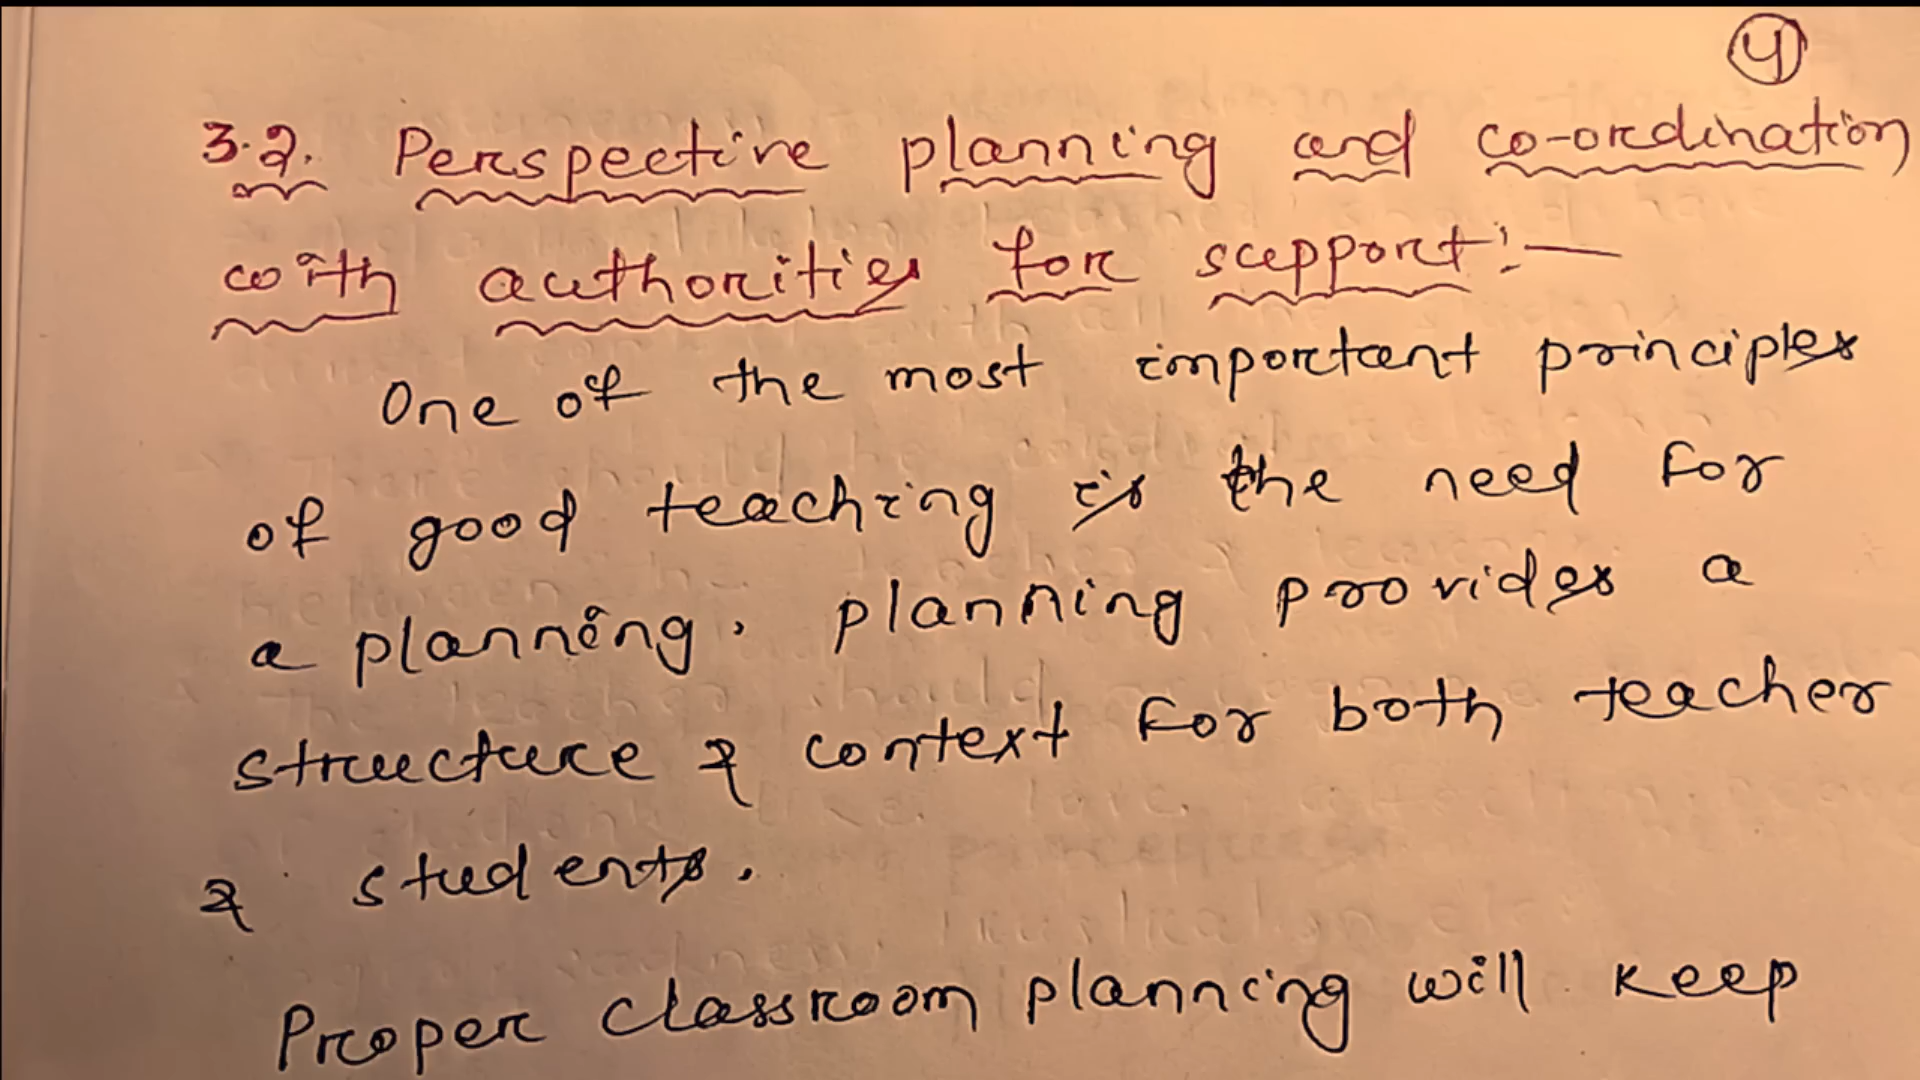 4
3.2. Perspective planning and co-ordination
with authorities for support:—
One of the most important principles
of good teaching is the need for
a planning. planning provides a
structure & context for both teacher
& students.
Proper classroom planning will keep